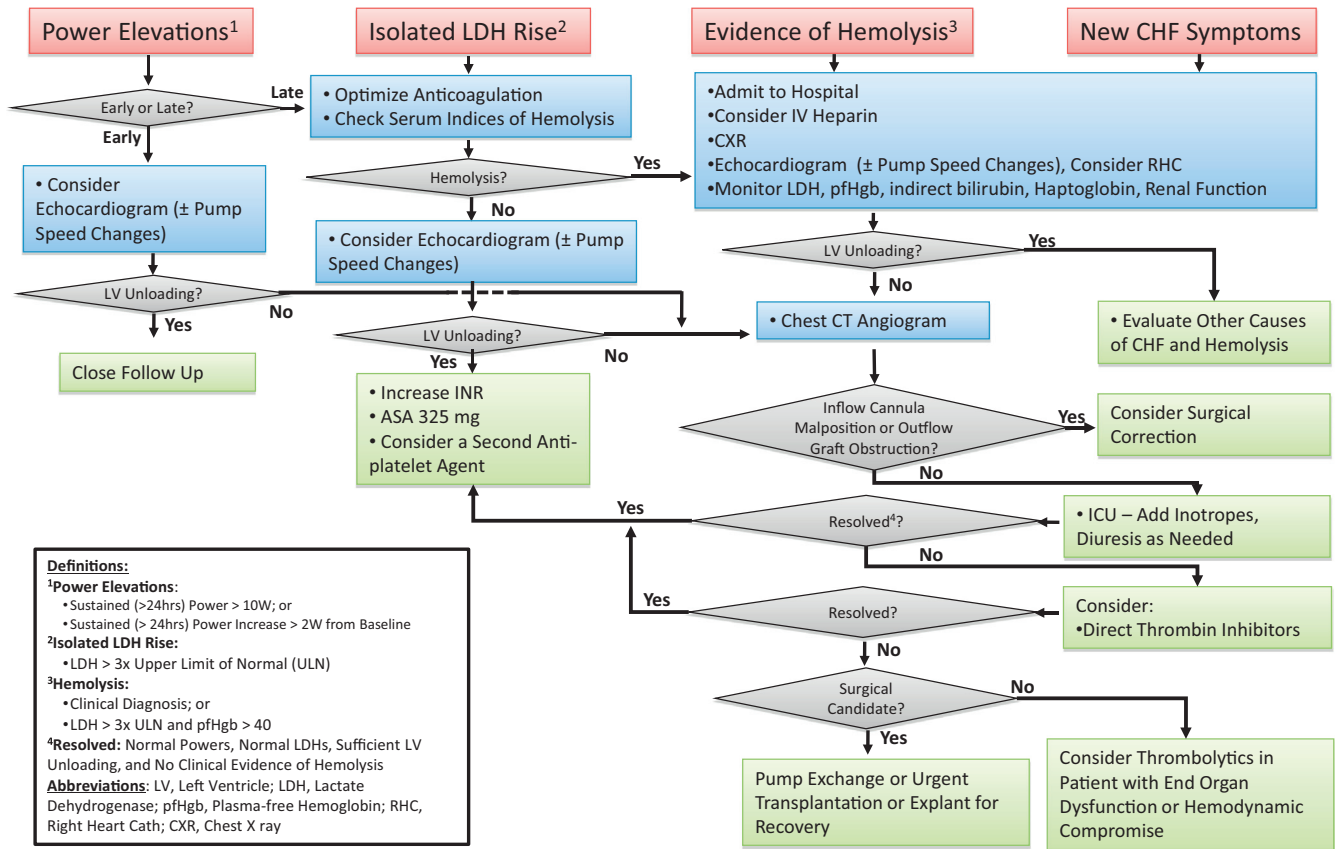 Power Elevations¹
Isolated LDH Rise²
Evidence of Hemolysis³
New CHF Symptoms
Early or Late?
Late
Early
• Optimize Anticoagulation
• Check Serum Indices of Hemolysis
•Admit to Hospital
•Consider IV Heparin
•CXR
•Echocardiogram (± Pump Speed Changes), Consider RHC
•Monitor LDH, pfHgb, indirect bilirubin, Haptoglobin, Renal Function
• Consider
Echocardiogram (± Pump
Speed Changes)
Hemolysis?
Yes
No
• Consider Echocardiogram (± Pump
Speed Changes)
LV Unloading?
Yes
No
LV Unloading?
No
Yes
Close Follow Up
LV Unloading?
Yes
No
• Chest CT Angiogram
• Evaluate Other Causes
of CHF and Hemolysis
• Increase INR
• ASA 325 mg
• Consider a Second Anti-
platelet Agent
Inflow Cannula
Malposition or Outflow
Graft Obstruction?
Yes
No
Consider Surgical
Correction
Resolved⁴?
Yes
No
• ICU – Add Inotropes,
Diuresis as Needed
Resolved?
Yes
No
Consider:
•Direct Thrombin Inhibitors
Surgical
Candidate?
No
Yes
Pump Exchange or Urgent
Transplantation or Explant for
Recovery
Consider Thrombolytics in
Patient with End Organ
Dysfunction or Hemodynamic
Compromise
Definitions:
¹Power Elevations:
•Sustained (>24hrs) Power > 10W; or
•Sustained (> 24hrs) Power Increase > 2W from Baseline
²Isolated LDH Rise:
•LDH > 3x Upper Limit of Normal (ULN)
³Hemolysis:
•Clinical Diagnosis; or
•LDH > 3x ULN and pfHgb > 40
⁴Resolved: Normal Powers, Normal LDHs, Sufficient LV
Unloading, and No Clinical Evidence of Hemolysis
Abbreviations: LV, Left Ventricle; LDH, Lactate
Dehydrogenase; pfHgb, Plasma-free Hemoglobin; RHC,
Right Heart Cath; CXR, Chest X ray